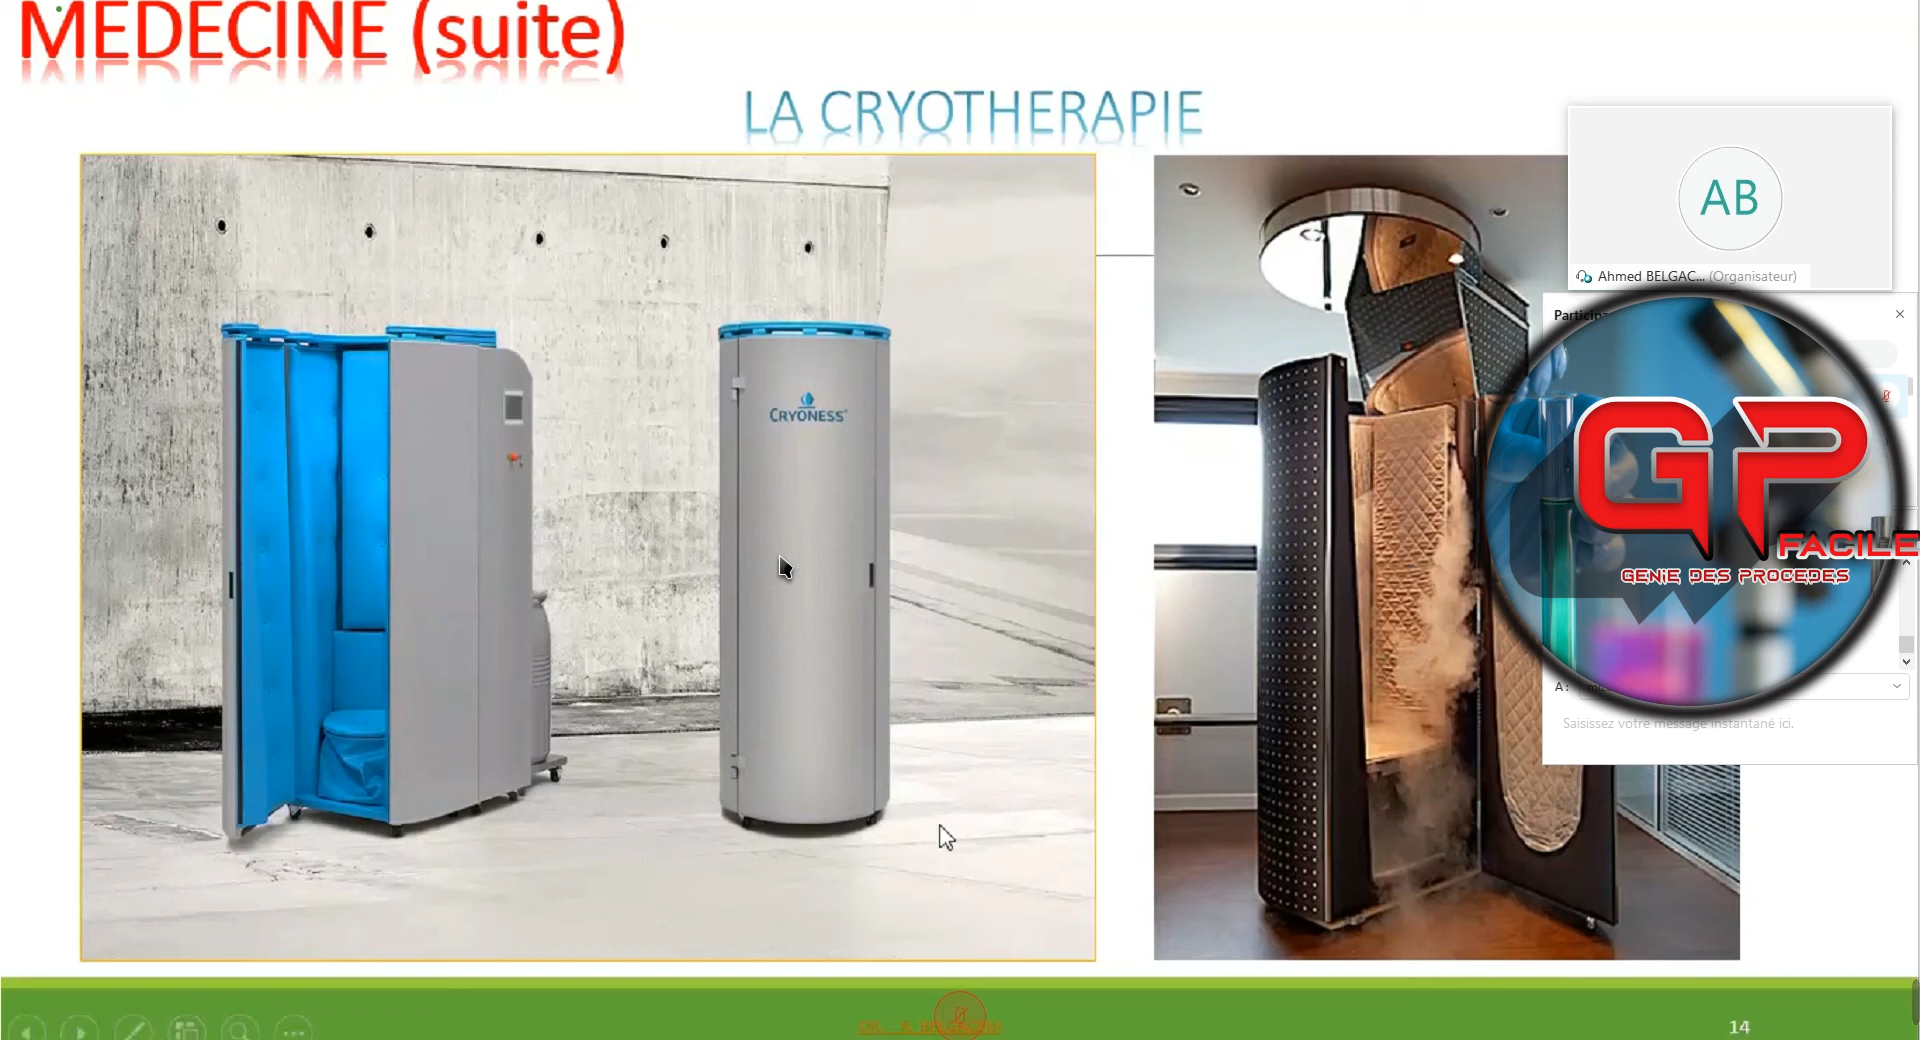 MEDECINE (suite)
LA CRYOTHERAPIE
AB
Ahmed BELGAC... (Organisateur)
CRYONESS
GP
FACILE
GENIE DES PROCEDES
A:
Saisissez votre message instantané ici.
14